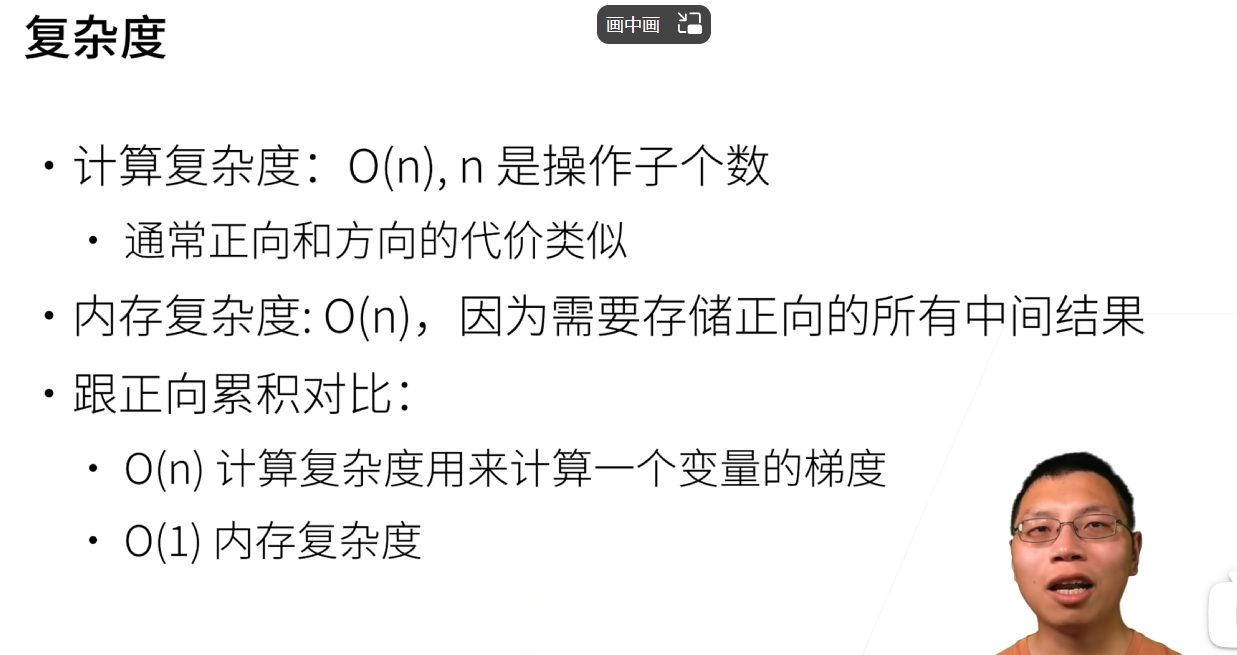 复杂度
画中画
• 计算复杂度：O(n), n 是操作子个数
• 通常正向和方向的代价类似
• 内存复杂度: O(n)，因为需要存储正向的所有中间结果
• 跟正向累积对比：
• O(n) 计算复杂度用来计算一个变量的梯度
• O(1) 内存复杂度